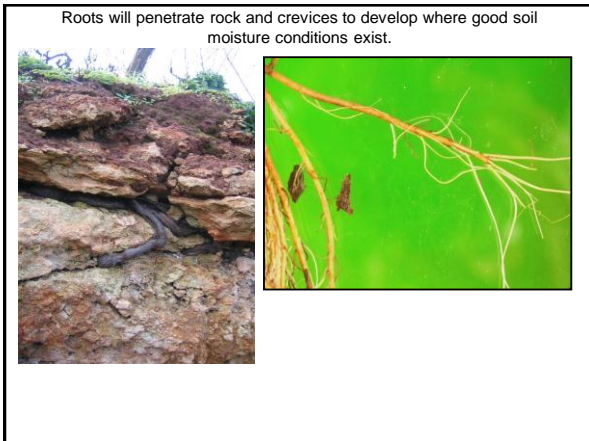 Roots will penetrate rock and crevices to develop where good soil
moisture conditions exist.